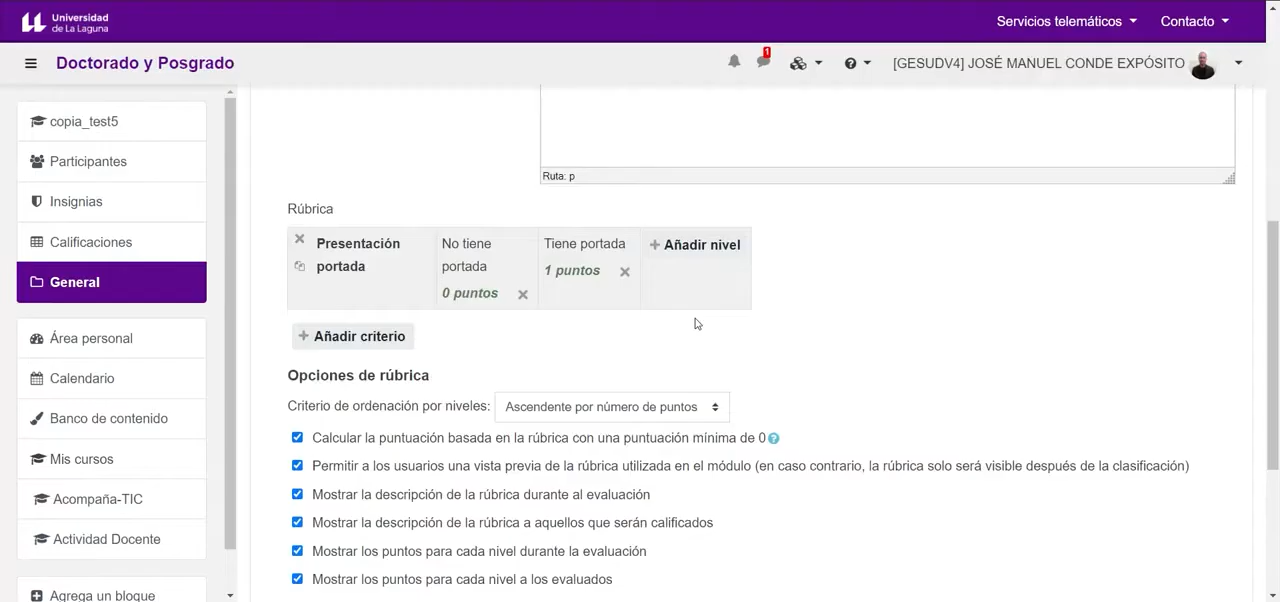 Universidad
de La Laguna
Servicios telemáticos
Contacto
Doctorado y Posgrado
1
[GESUDV4] JOSÉ MANUEL CONDE EXPÓSITO
copia_test5
Participantes
Insignias
Calificaciones
General
Área personal
Calendario
Banco de contenido
Mis cursos
Acompaña-TIC
Actividad Docente
Agrega un bloque
Ruta: p
Rúbrica
Presentación
portada
No tiene
portada
0 puntos
Tiene portada
1 puntos
Añadir nivel
Añadir criterio
Opciones de rúbrica
Criterio de ordenación por niveles: Ascendente por número de puntos
Calcular la puntuación basada en la rúbrica con una puntuación mínima de 0
Permitir a los usuarios una vista previa de la rúbrica utilizada en el módulo (en caso contrario, la rúbrica solo será visible después de la clasificación)
Mostrar la descripción de la rúbrica durante al evaluación
Mostrar la descripción de la rúbrica a aquellos que serán calificados
Mostrar los puntos para cada nivel durante la evaluación
Mostrar los puntos para cada nivel a los evaluados